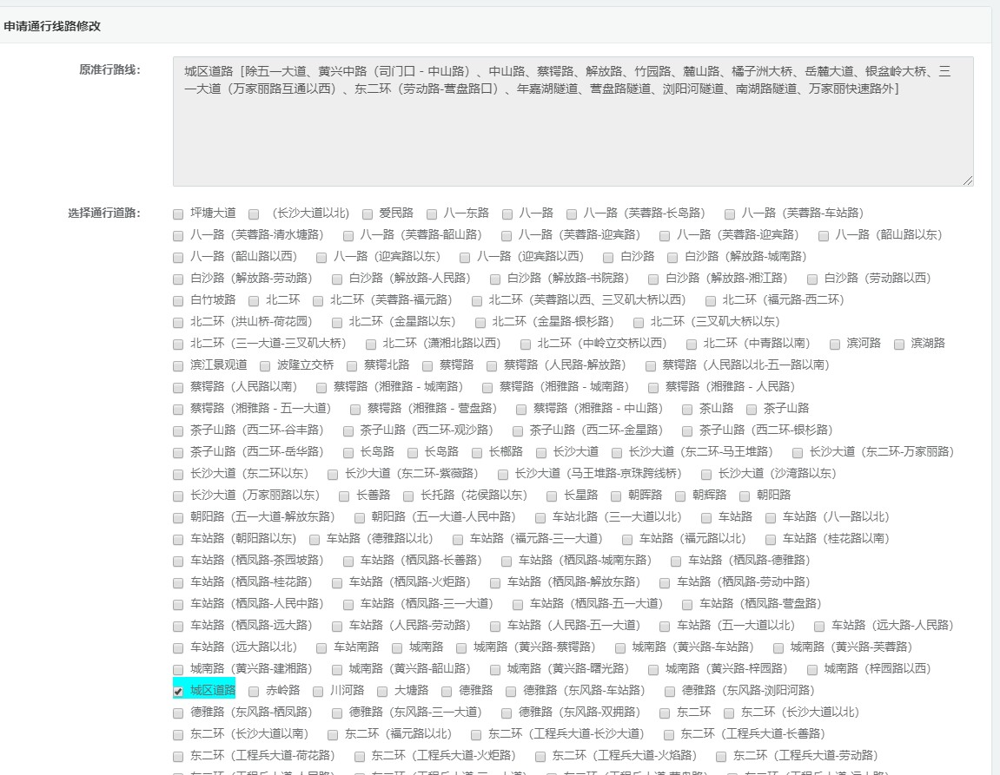 申请通行线路修改
原准行路线：
城区道路［除五一大道、黄兴中路（司门口－中山路）、中山路、蔡锷路、解放路、竹园路、麓山路、橘子洲大桥、岳麓大道、银盆岭大桥、三
一大道（万家丽路互通以西）、东二环（劳动路-营盘路口）、年嘉湖隧道、营盘路隧道、浏阳河隧道、南湖路隧道、万家丽快速路外］
选择通行道路： 坪塘大道 （长沙大道以北） 爱民路 八一东路 八一路 八一路（芙蓉路-长岛路） 八一路（芙蓉路-车站路）
八一路（芙蓉路-清水塘路） 八一路（芙蓉路-韶山路） 八一路（芙蓉路-迎宾路） 八一路（芙蓉路-迎宾路） 八一路（韶山路以东）
八一路（韶山路以西） 八一路（迎宾路以东） 八一路（迎宾路以西） 白沙路 白沙路（解放路-城南路）
白沙路（解放路-劳动路） 白沙路（解放路-人民路） 白沙路（解放路-书院路） 白沙路（解放路-湘江路） 白沙路（劳动路以西）
白竹坡路 北二环 北二环（芙蓉路-福元路） 北二环（芙蓉路以西、三叉矶大桥以西） 北二环（福元路-西二环）
北二环（洪山桥-荷花园） 北二环（金星路以东） 北二环（金星路-银杉路） 北二环（三叉矶大桥以东）
北二环（三一大道-三叉矶大桥） 北二环（潇湘北路以西） 北二环（中岭立交桥以西） 北二环（中青路以南） 滨河路 滨湖路
滨江景观道 波隆立交桥 蔡锷北路 蔡锷路 蔡锷路（人民路-解放路） 蔡锷路（人民路以北-五一路以南）
蔡锷路（人民路以南） 蔡锷路（湘雅路－城南路） 蔡锷路（湘雅路－城南路） 蔡锷路（湘雅路－人民路）
蔡锷路（湘雅路－五一大道） 蔡锷路（湘雅路－营盘路） 蔡锷路（湘雅路－中山路） 茶山路 茶子山路
茶子山路（西二环-谷丰路） 茶子山路（西二环-观沙路） 茶子山路（西二环-金星路） 茶子山路（西二环-银杉路）
茶子山路（西二环-岳华路） 长岛路 长岛路 长榔路 长沙大道 长沙大道（东二环-马王堆路） 长沙大道（东二环-万家丽路）
长沙大道（东二环以东） 长沙大道（东二环-紫薇路） 长沙大道（马王堆路-京珠跨线桥） 长沙大道（沙湾路以东）
长沙大道（万家丽路以东） 长善路 长托路（花侯路以东） 长星路 朝晖路 朝辉路 朝阳路
朝阳路（五一大道-解放东路） 朝阳路（五一大道-人民中路） 车站北路（三一大道以北） 车站路 车站路（八一路以北）
车站路（朝阳路以东） 车站路（德雅路以北） 车站路（福元路-三一大道） 车站路（福元路以北） 车站路（桂花路以南）
车站路（栖凤路-茶园坡路） 车站路（栖凤路-长善路） 车站路（栖凤路-城南东路） 车站路（栖凤路-德雅路）
车站路（栖凤路-桂花路） 车站路（栖凤路-火炬路） 车站路（栖凤路-解放东路） 车站路（栖凤路-劳动中路）
车站路（栖凤路-人民中路） 车站路（栖凤路-三一大道） 车站路（栖凤路-五一大道） 车站路（栖凤路-营盘路）
车站路（栖凤路-远大路） 车站路（人民路-劳动路） 车站路（人民路-五一大道） 车站路（五一大道以北） 车站路（远大路-人民路）
车站路（远大路以北） 车站南路 城南路 城南路（黄兴路-蔡锷路） 城南路（黄兴路-车站路） 城南路（黄兴路-芙蓉路）
城南路（黄兴路-建湘路） 城南路（黄兴路-韶山路） 城南路（黄兴路-曙光路） 城南路（黄兴路-梓园路） 城南路（梓园路以西）
城区道路 赤岭路 川河路 大塘路 德雅路 德雅路（东风路-车站路） 德雅路（东风路-浏阳河路）
德雅路（东风路-栖凤路） 德雅路（东风路-三一大道） 德雅路（东风路-双拥路） 东二环 东二环（长沙大道以北）
东二环（长沙大道以南） 东二环（福元路以北） 东二环（工程兵大道-长沙大道） 东二环（工程兵大道-长善路）
东二环（工程兵大道-荷花路） 东二环（工程兵大道-火炬路） 东二环（工程兵大道-火焰路） 东二环（工程兵大道-劳动路）